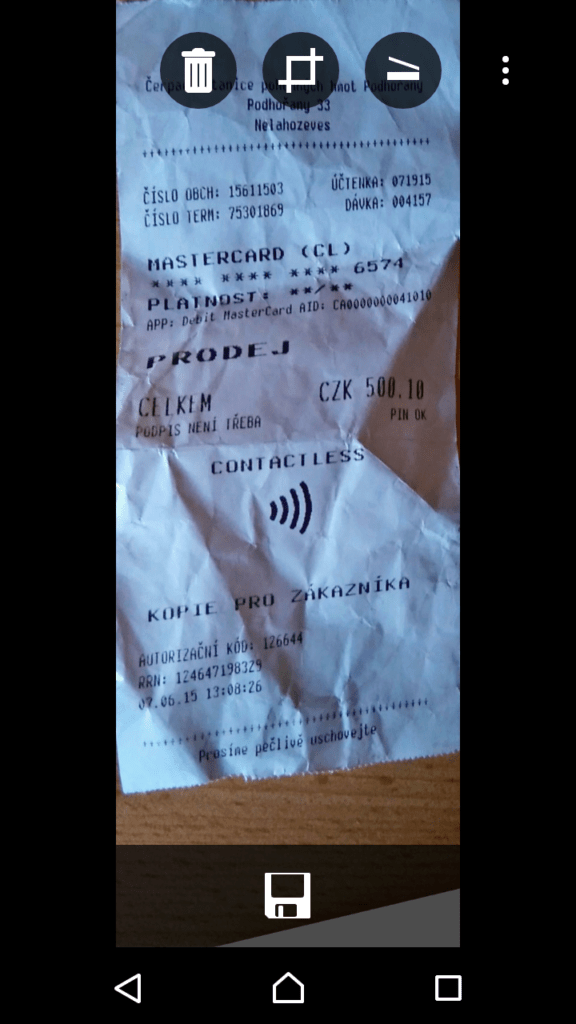 hmot Podhořany
Podhořany 33
Nelahozeves
ČÍSLO OBCH: 15611503 ÚČTENKA: 071915
ČÍSLO TERM: 75301869 DÁVKA: 004157
MASTERCARD (CL)
**** **** **** 6574
PLATNOST: **/**
APP: Debit MasterCard AID: CA0000000041010
PRODEJ
CELKEM CZK 500.10
PODPIS NENÍ TŘEBA PIN OK
CONTACTLESS
KOPIE PRO ZÁKAZNÍKA
AUTORIZAČNÍ KÓD: 126644
RRN: 124647198329
07.06.15 13:08:26
Prosíme pečlivě uschovejte